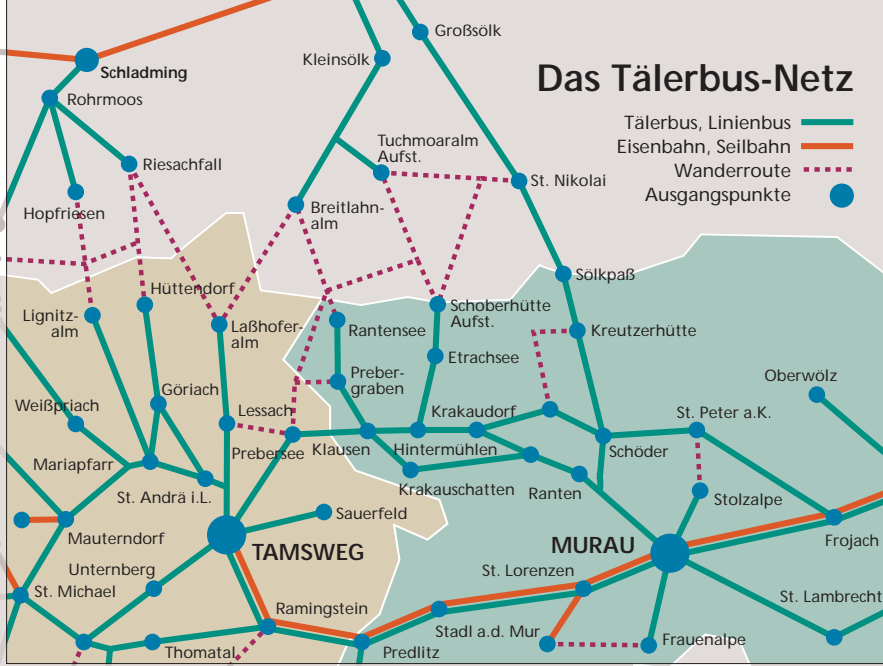 Großsölk
Kleinsölk
Schladming
Das Tälerbus-Netz
Rohrmoos
Tälerbus, Linienbus
Eisenbahn, Seilbahn
Wanderroute
Ausgangspunkte
Tuchmoaralm
Aufst.
Riesachfall
St. Nikolai
Hopfriesen
Breitlahn-
alm
Sölkpaß
Hüttendorf
Lignitz-
alm
Laßhofer-
alm
Rantensee
Schoberhütte
Aufst.
Kreutzerhütte
Etrachsee
Preber-
graben
Oberwölz
Göriach
Weißpriach
Lessach
Krakaudorf
St. Peter a.K.
Prebersee
Klausen
Hintermühlen
Schöder
Mariapfarr
St. Andrä i.L.
Krakauschatten
Ranten
Stolzalpe
Sauerfeld
Mauterndorf
TAMSWEG
MURAU
Frojach
Unternberg
St. Lorenzen
St. Michael
Ramingstein
St. Lambrecht
Stadl a.d. Mur
Thomatal
Predlitz
Frauenalpe